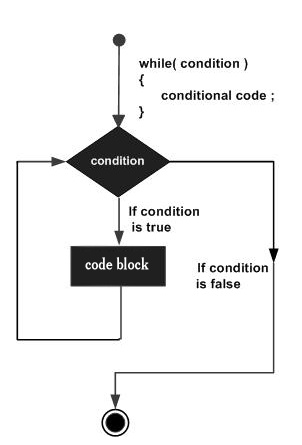 while( condition )
{
conditional code ;
}
condition
If condition
is true
code block
If condition
is false